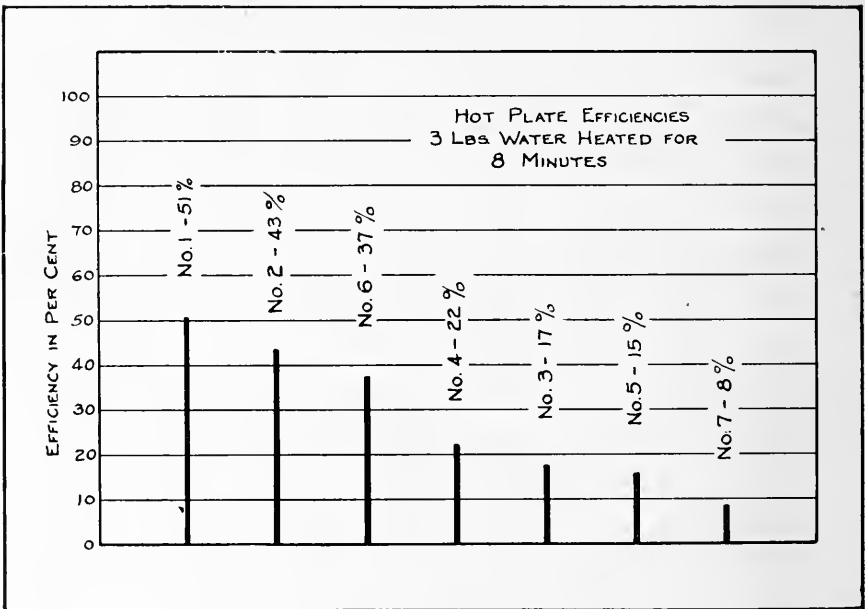 HOT PLATE EFFICIENCIES
3 LBS WATER HEATED FOR
8 MINUTES
EFFICIENCY IN PER CENT
100
90
80
70
60
50
40
30
20
10
0
No. 1 - 51%
No. 2 - 43%
No. 6 - 37%
No. 4 - 22%
No. 3 - 17%
No. 5 - 15%
No. 7 - 8%